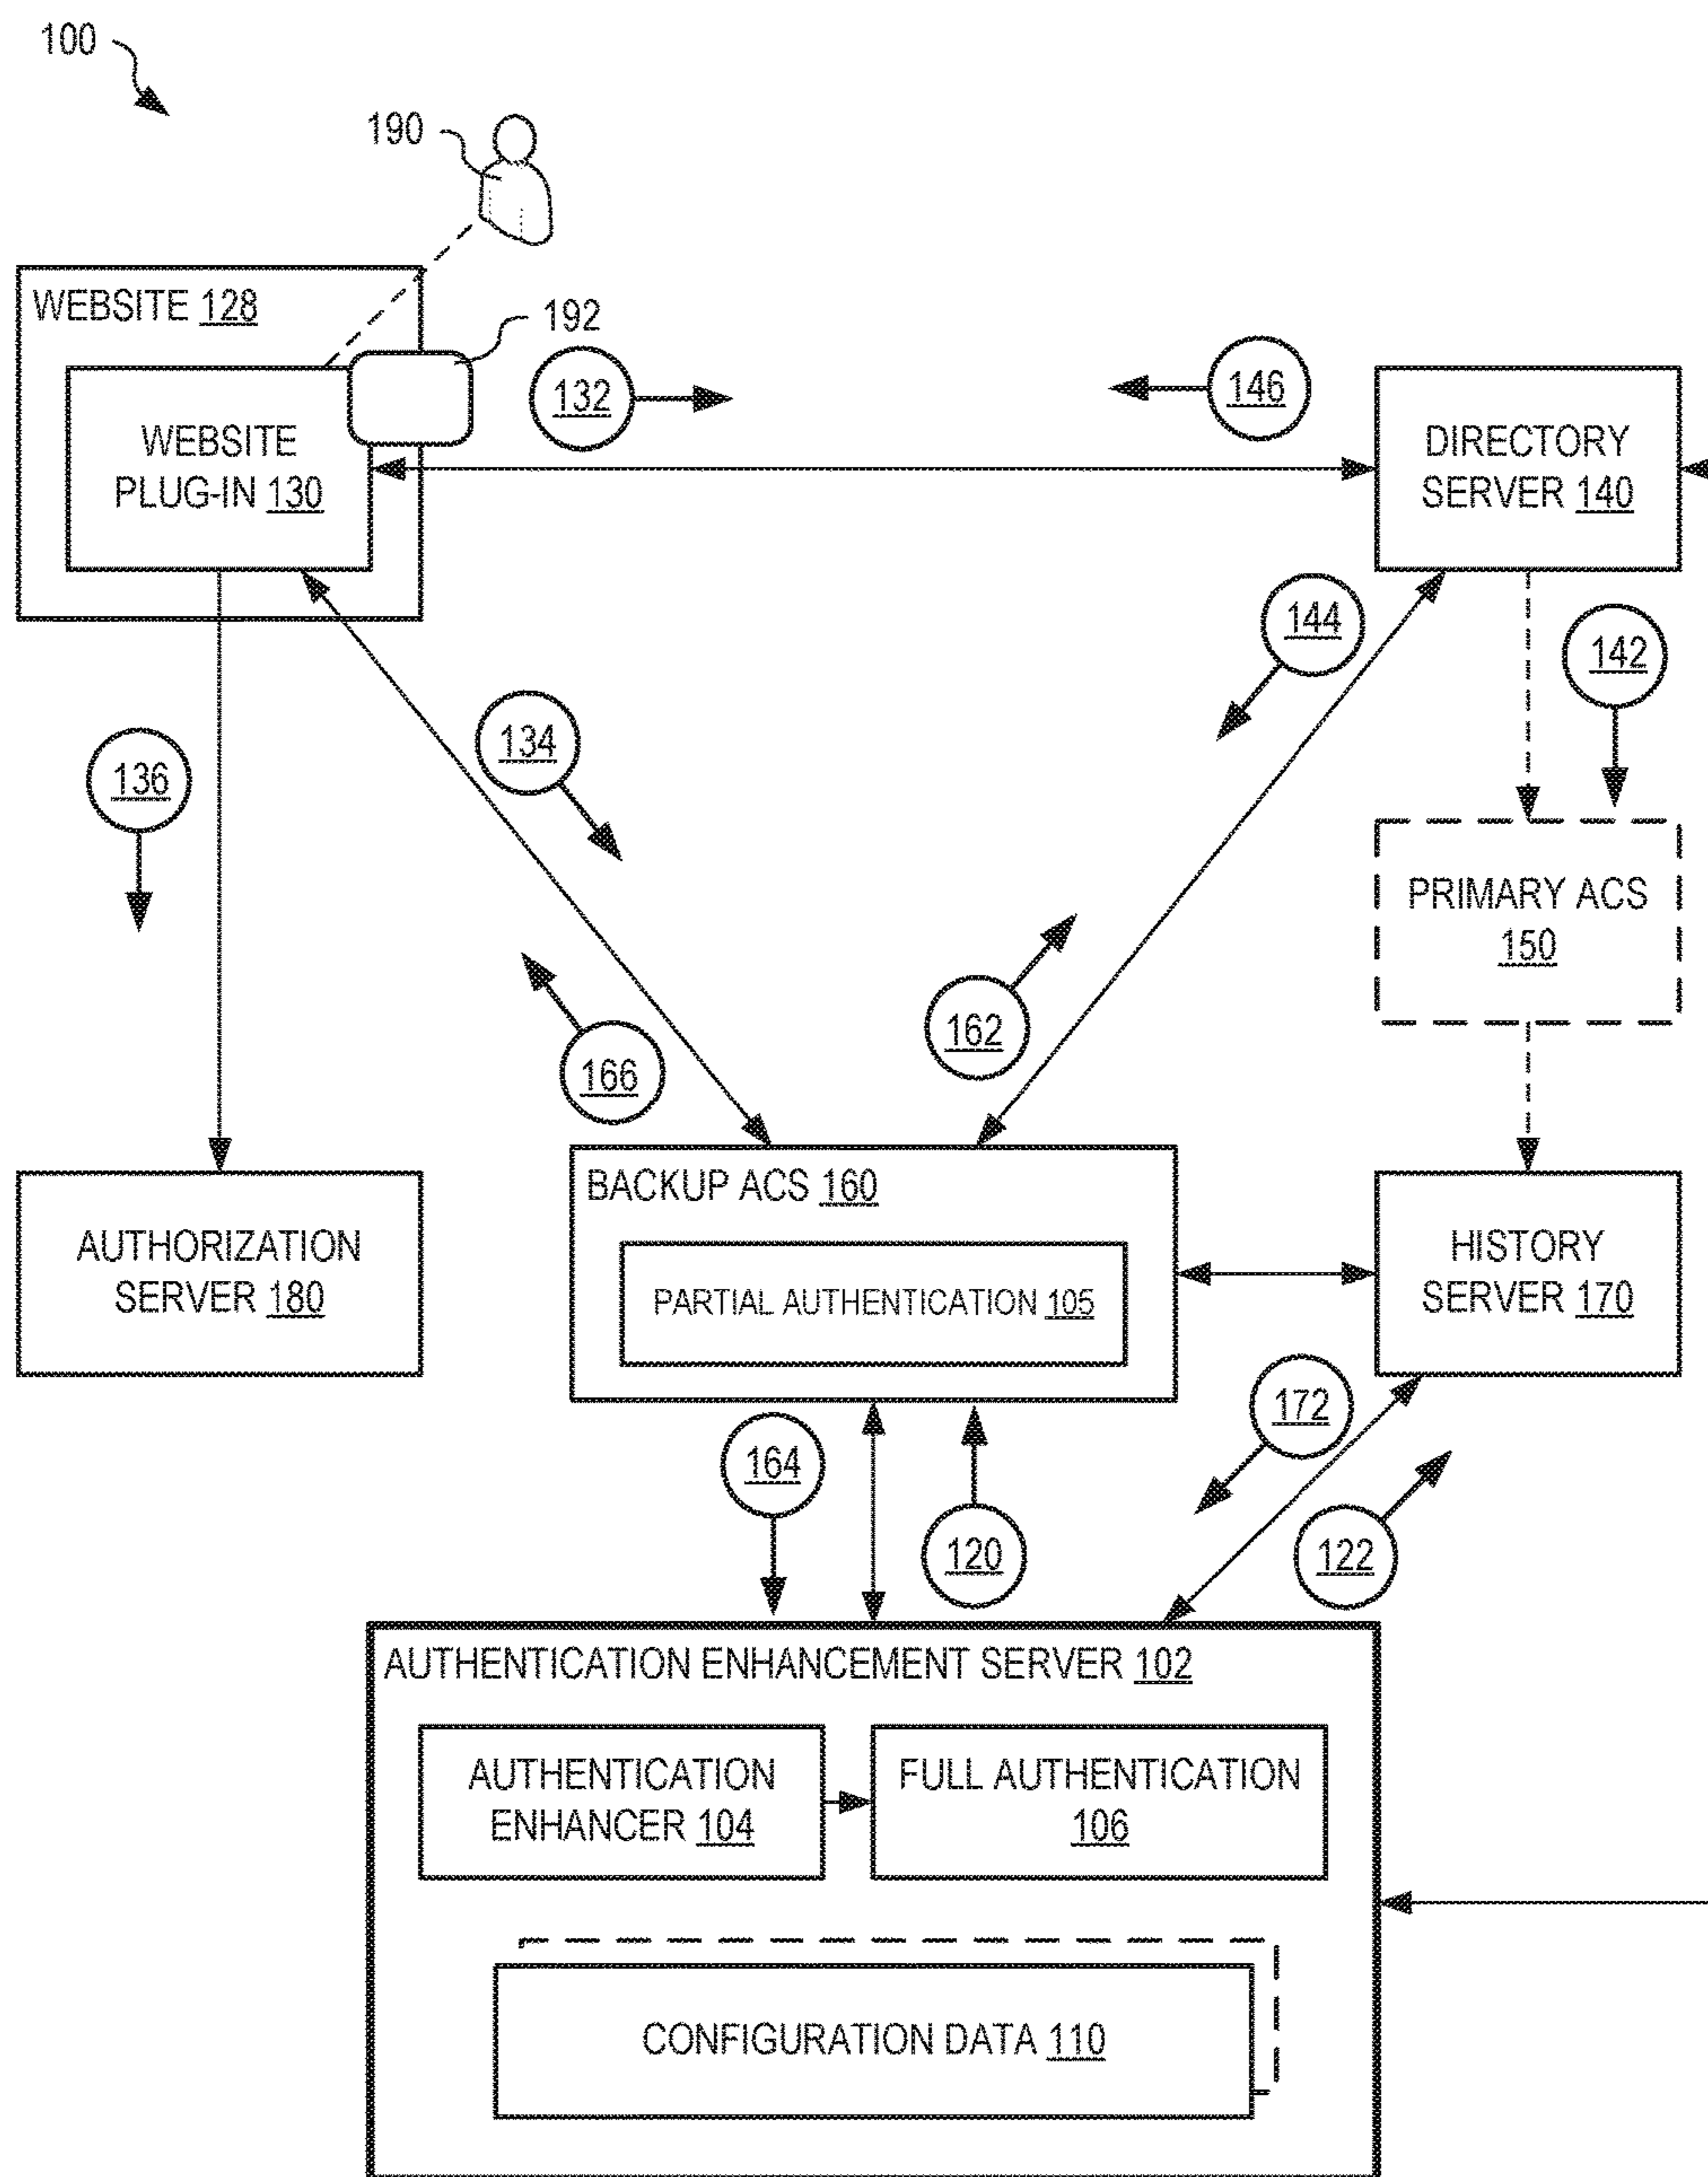 100
190
WEBSITE 128
192
132
146
WEBSITE
PLUG-IN 130
DIRECTORY
SERVER 140
144
142
134
136
PRIMARY ACS
150
162
166
BACKUP ACS 160
AUTHORIZATION
SERVER 180
HISTORY
SERVER 170
PARTIAL AUTHENTICATION 105
172
164
120
122
AUTHENTICATION ENHANCEMENT SERVER 102
AUTHENTICATION
ENHANCER 104
FULL AUTHENTICATION
106
CONFIGURATION DATA 110